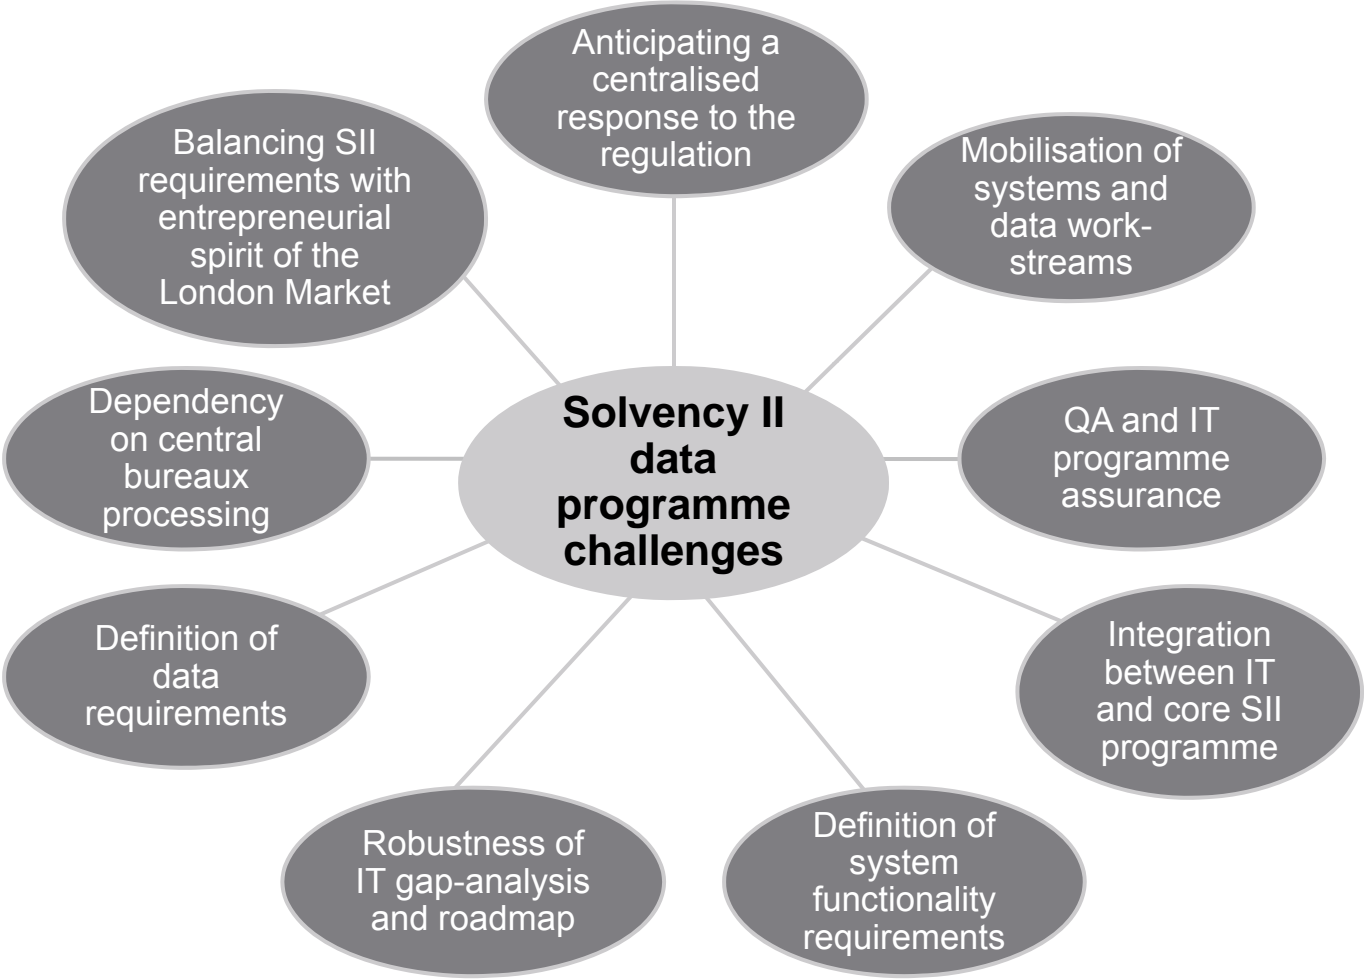 Anticipating a
centralised
response to the
regulation
Balancing SII
requirements with
entrepreneurial
spirit of the
London Market
Mobilisation of
systems and
data work-
streams
Dependency
on central
bureaux
processing
Solvency II
data
programme
challenges
QA and IT
programme
assurance
Definition of
data
requirements
Integration
between IT
and core SII
programme
Robustness of
IT gap-analysis
and roadmap
Definition of
system
functionality
requirements